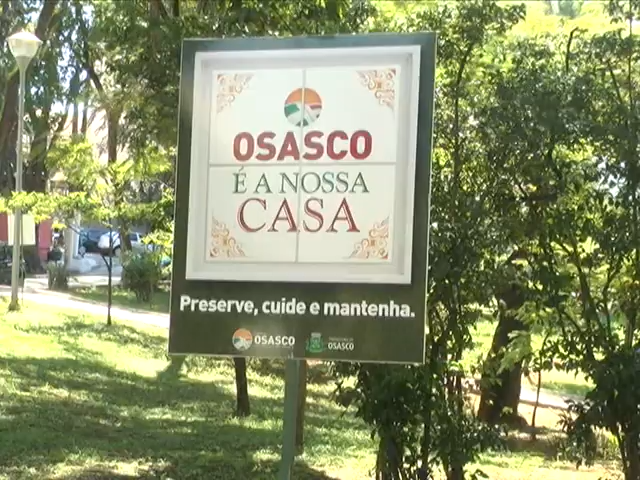 OSASCO
É A NOSSA
CASA
Preserve, cuide e mantenha.
OSASCO
OSASCO